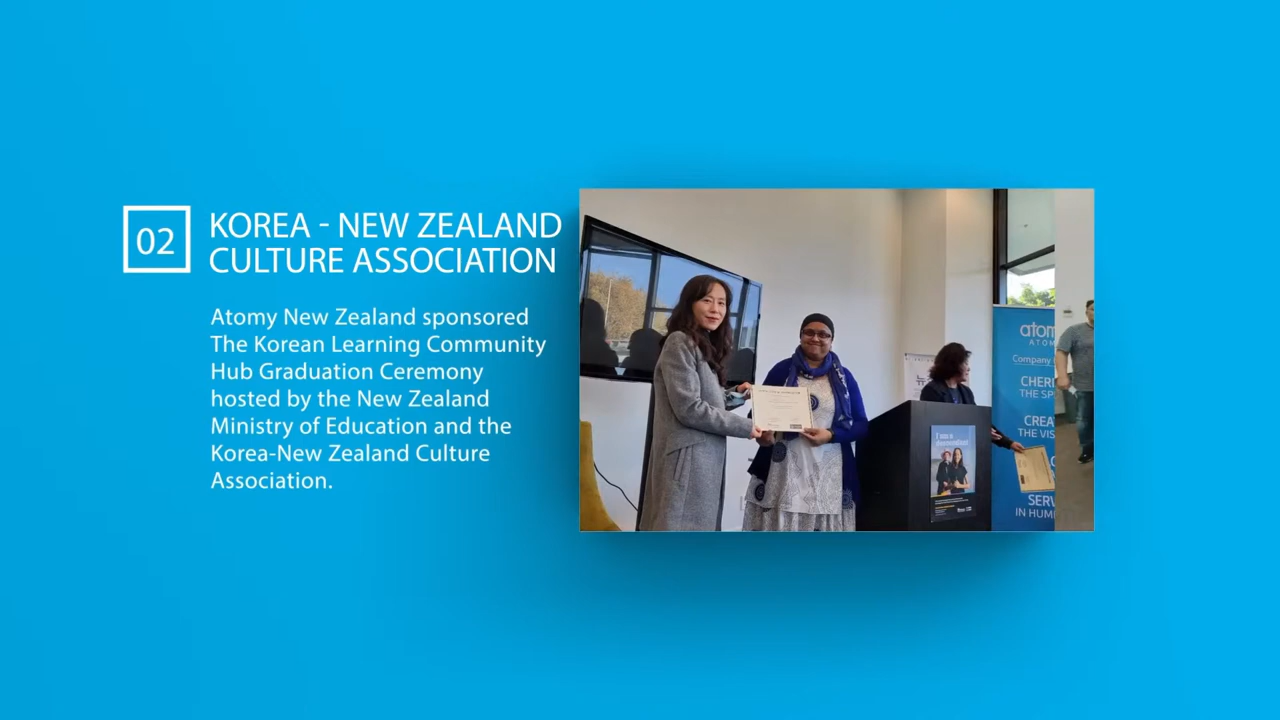 02
KOREA - NEW ZEALAND
CULTURE ASSOCIATION
Atomy New Zealand sponsored
The Korean Learning Community
Hub Graduation Ceremony
hosted by the New Zealand
Ministry of Education and the
Korea-New Zealand Culture
Association.
atom
ATOM
Company
CHERI
THE SP
CREA
THE VIS
SERV
IN HUM